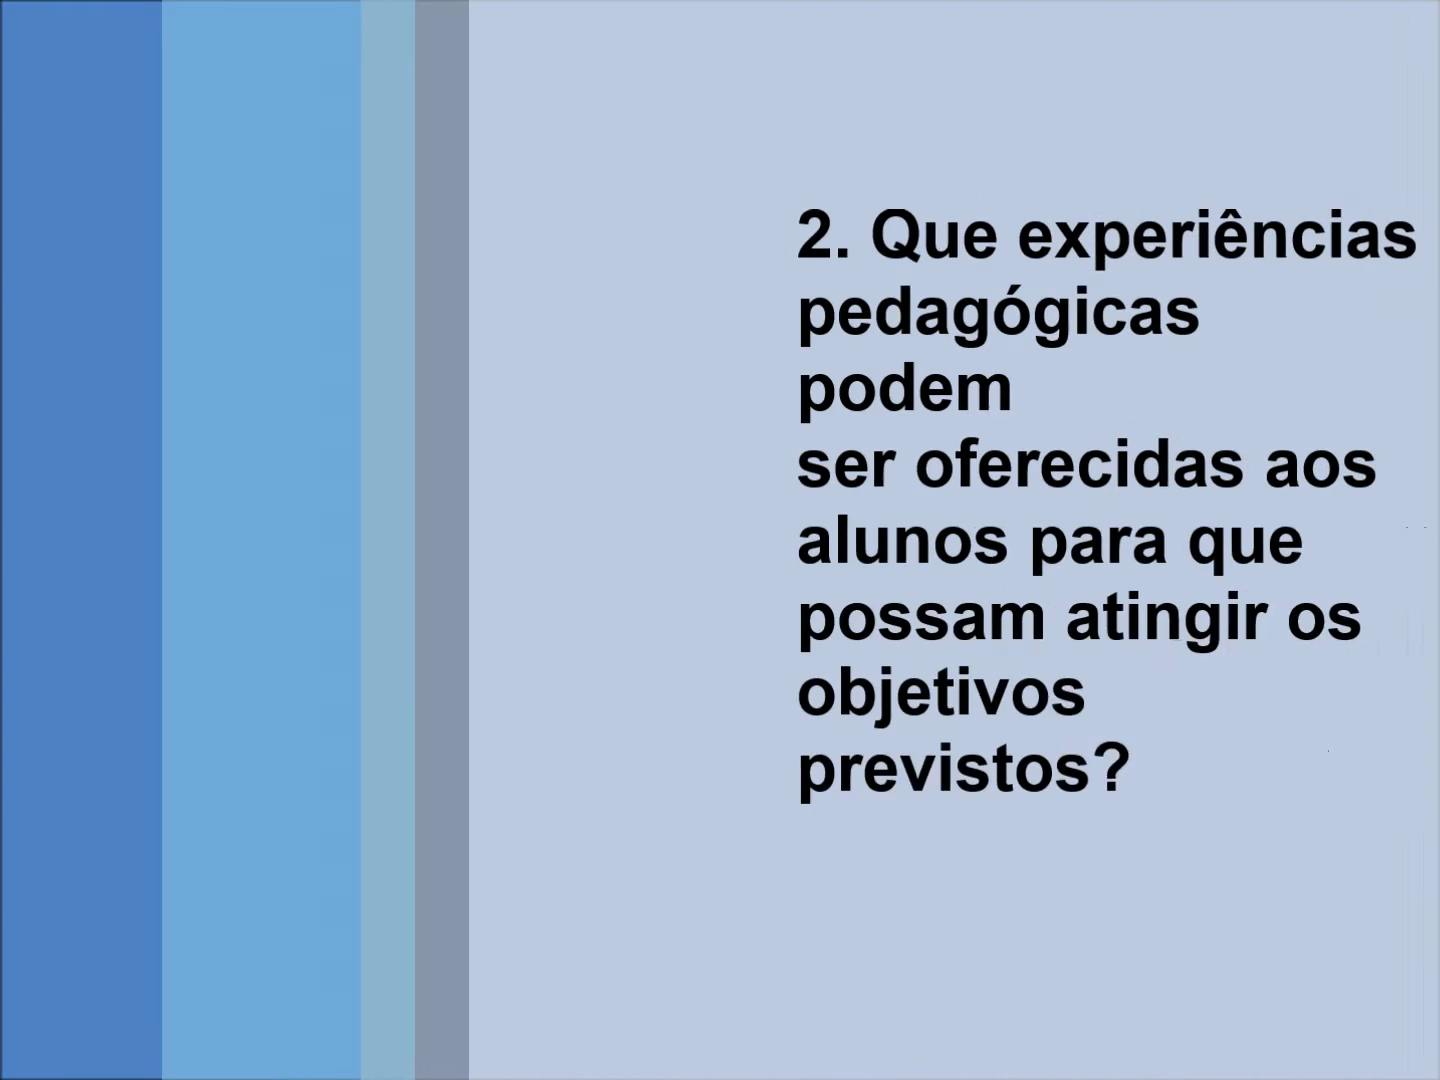 2. Que experiências
pedagógicas
podem
ser oferecidas aos
alunos para que
possam atingir os
objetivos
previstos?